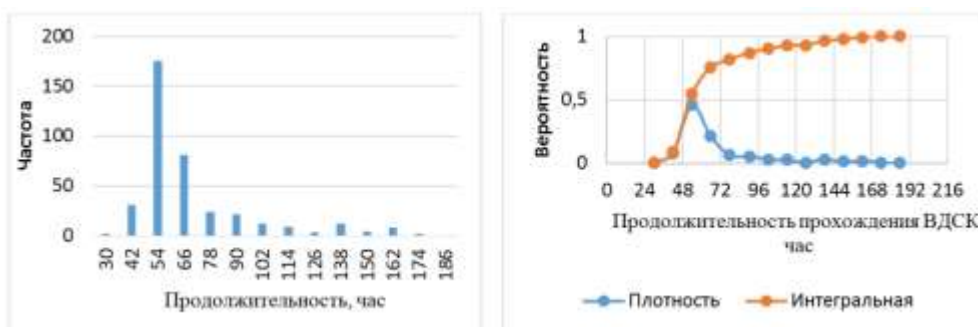 200
150
100
50
0
Частота
30 42 54 66 78 90 102 114 126 138 150 162 174 186
Продолжительность, час
1
0,5
0
Вероятность
0 24 48 72 96 120 144 168 192 216
Продолжительность прохождения ВДСК
час
Плотность Интегральная